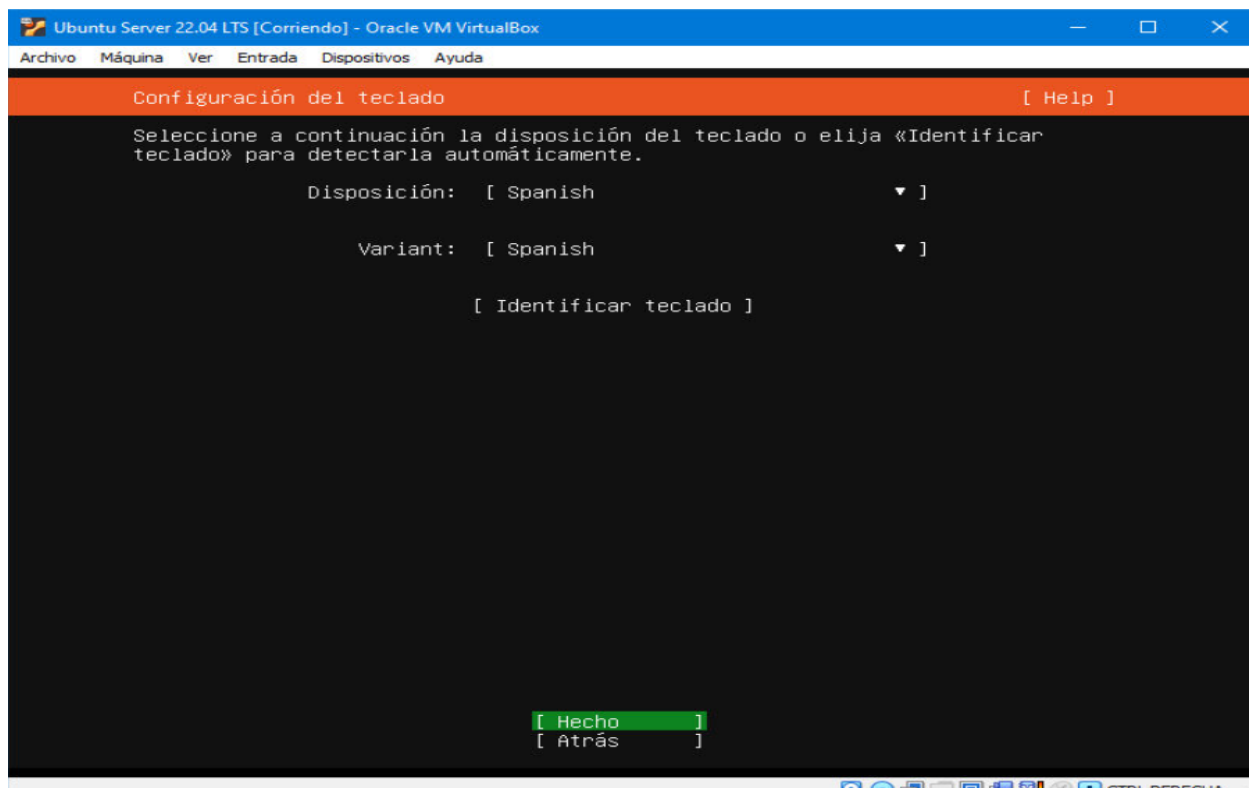 Ubuntu Server 22.04 LTS [Corriendo] - Oracle VM VirtualBox
Archivo Máquina Ver Entrada Dispositivos Ayuda
Configuración del teclado [ Help ]
Seleccione a continuación la disposición del teclado o elija «Identificar
teclado» para detectarla automáticamente.
Disposición: [ Spanish ▾ ]
Variant: [ Spanish ▾ ]
[ Identificar teclado ]
[ Hecho ]
[ Atrás ]